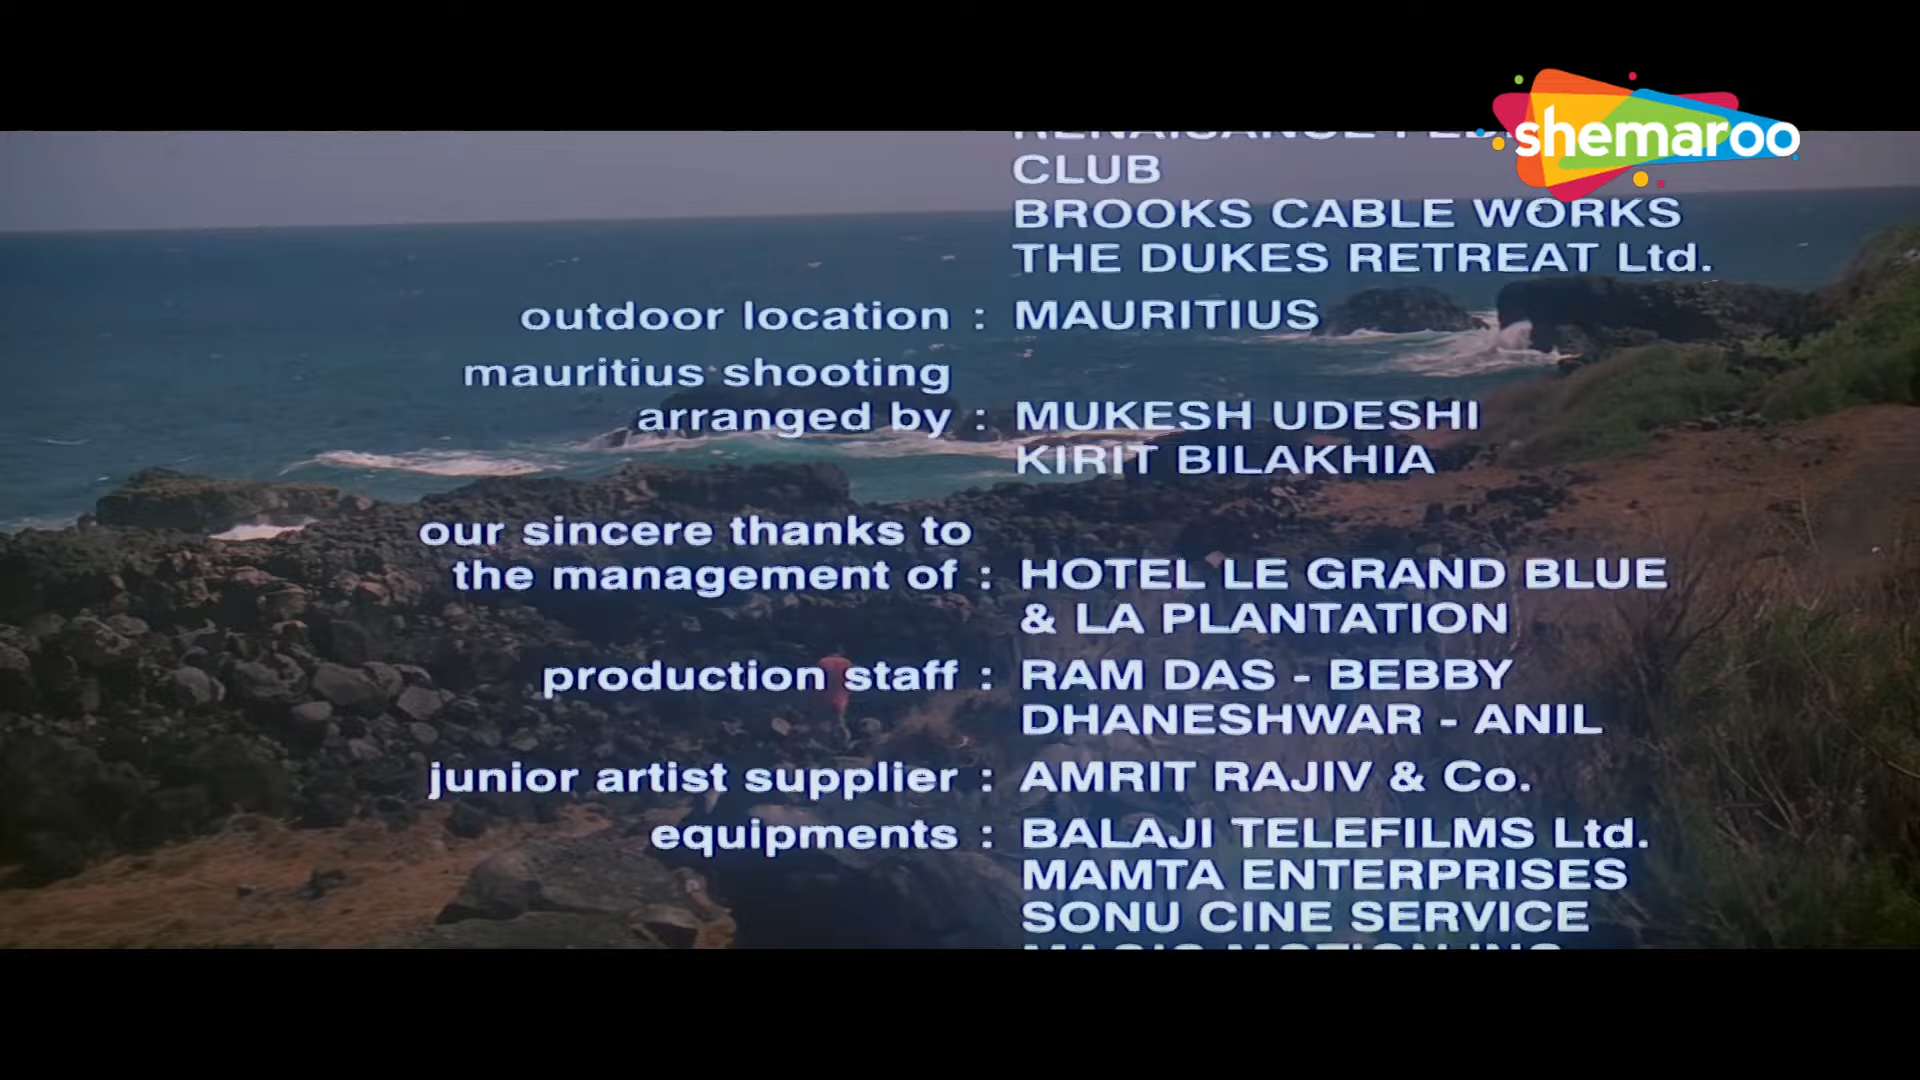 shemaroo
CLUB
BROOKS CABLE WORKS
THE DUKES RETREAT Ltd.
outdoor location : MAURITIUS
mauritius shooting
arranged by : MUKESH UDESHI
KIRIT BILAKHIA
our sincere thanks to
the management of : HOTEL LE GRAND BLUE
& LA PLANTATION
production staff : RAM DAS - BEBBY
DHANESHWAR - ANIL
junior artist supplier : AMRIT RAJIV & Co.
equipments : BALAJI TELEFILMS Ltd.
MAMTA ENTERPRISES
SONU CINE SERVICE